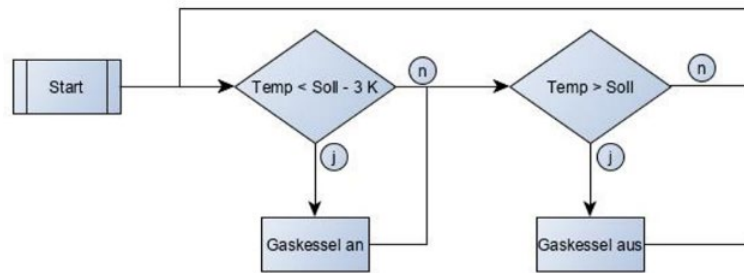 Start
Temp < Soll - 3 K
n
Temp > Soll
n
j
j
Gaskessel an
Gaskessel aus